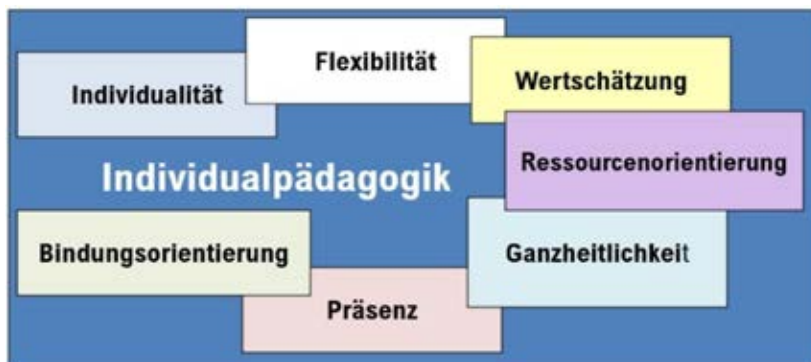 Flexibilität
Individualität
Wertschätzung
Ressourcenorientierung
Individualpädagogik
Bindungsorientierung
Ganzheitlichkeit
Präsenz